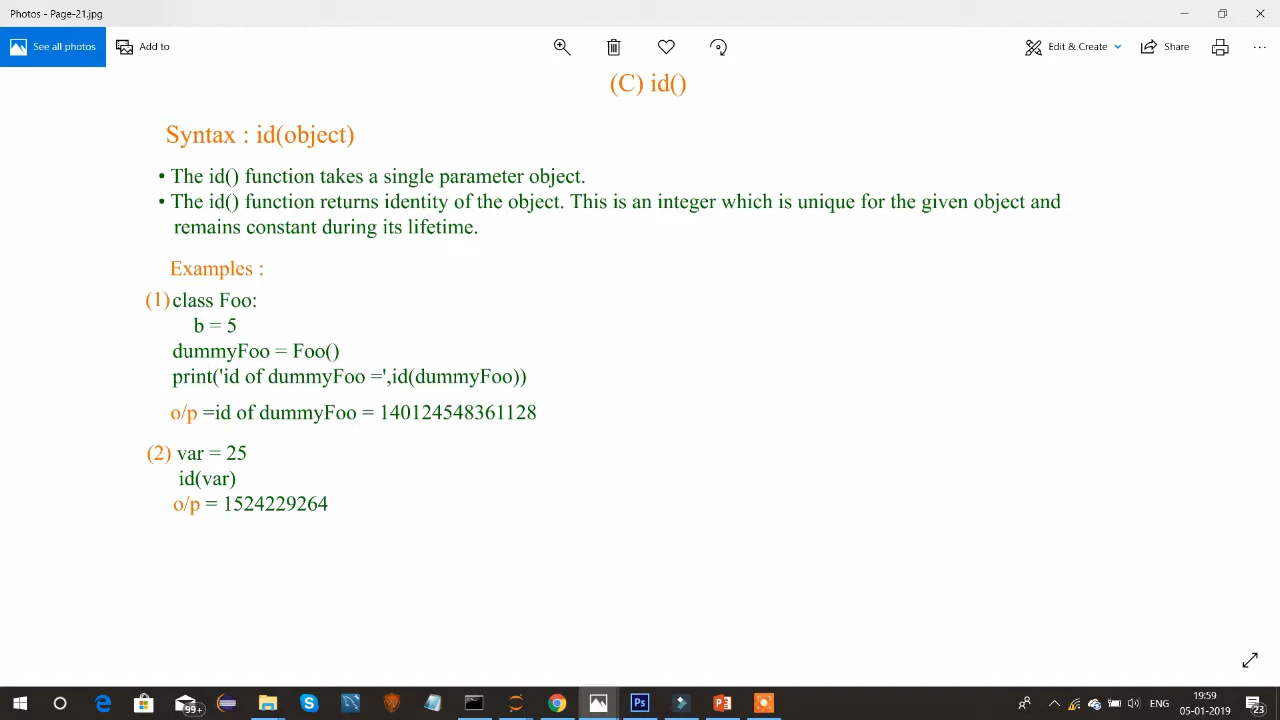 Photos - Page-21.jpg
See all photos
Add to
Edit & Create
Share
(C) id()
Syntax : id(object)
• The id() function takes a single parameter object.
• The id() function returns identity of the object. This is an integer which is unique for the given object and
remains constant during its lifetime.
Examples :
(1) class Foo:
b = 5
dummyFoo = Foo()
print('id of dummyFoo =',id(dummyFoo))
o/p =id of dummyFoo = 140124548361128
(2) var = 25
id(var)
o/p = 1524229264
99+
Ps
ENG
19:59
05-01-2019
23